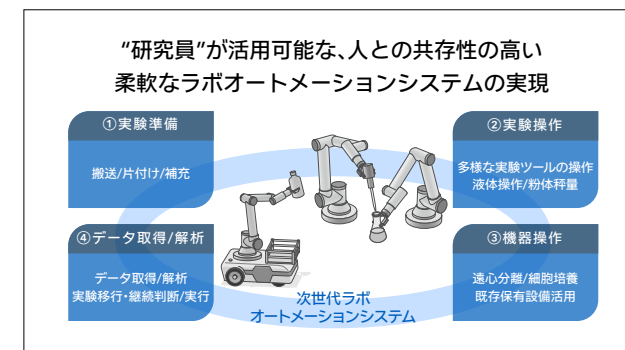 “研究員”が活用可能な、人との共存性の高い
柔軟なラボオートメーションシステムの実現
①実験準備
搬送/片付け/補充
②実験操作
多様な実験ツールの操作
液体操作/粉体秤量
④データ取得/解析
データ取得/解析
実験移行・継続判断/実行
③機器操作
遠心分離/細胞培養
既存保有設備活用
次世代ラボ
オートメーションシステム